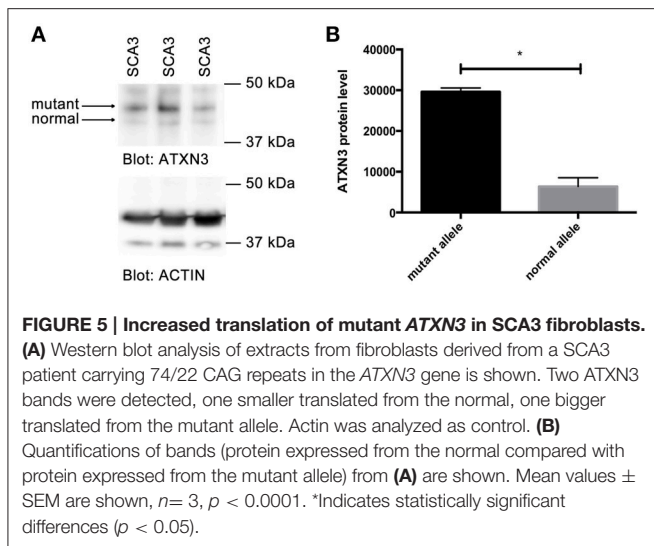 A
SCA3 SCA3 SCA3
50 kDa
mutant
normal
37 kDa
Blot: ATXN3
50 kDa
37 kDa
Blot: ACTIN
B
*
40000
30000
20000
10000
0
ATXN3 protein level
mutant allele
normal allele
FIGURE 5 | Increased translation of mutant ATXN3 in SCA3 fibroblasts.
(A) Western blot analysis of extracts from fibroblasts derived from a SCA3
patient carrying 74/22 CAG repeats in the ATXN3 gene is shown. Two ATXN3
bands were detected, one smaller translated from the normal, one bigger
translated from the mutant allele. Actin was analyzed as control. (B)
Quantifications of bands (protein expressed from the normal compared with
protein expressed from the mutant allele) from (A) are shown. Mean values ±
SEM are shown, n= 3, p < 0.0001. *Indicates statistically significant
differences (p < 0.05).